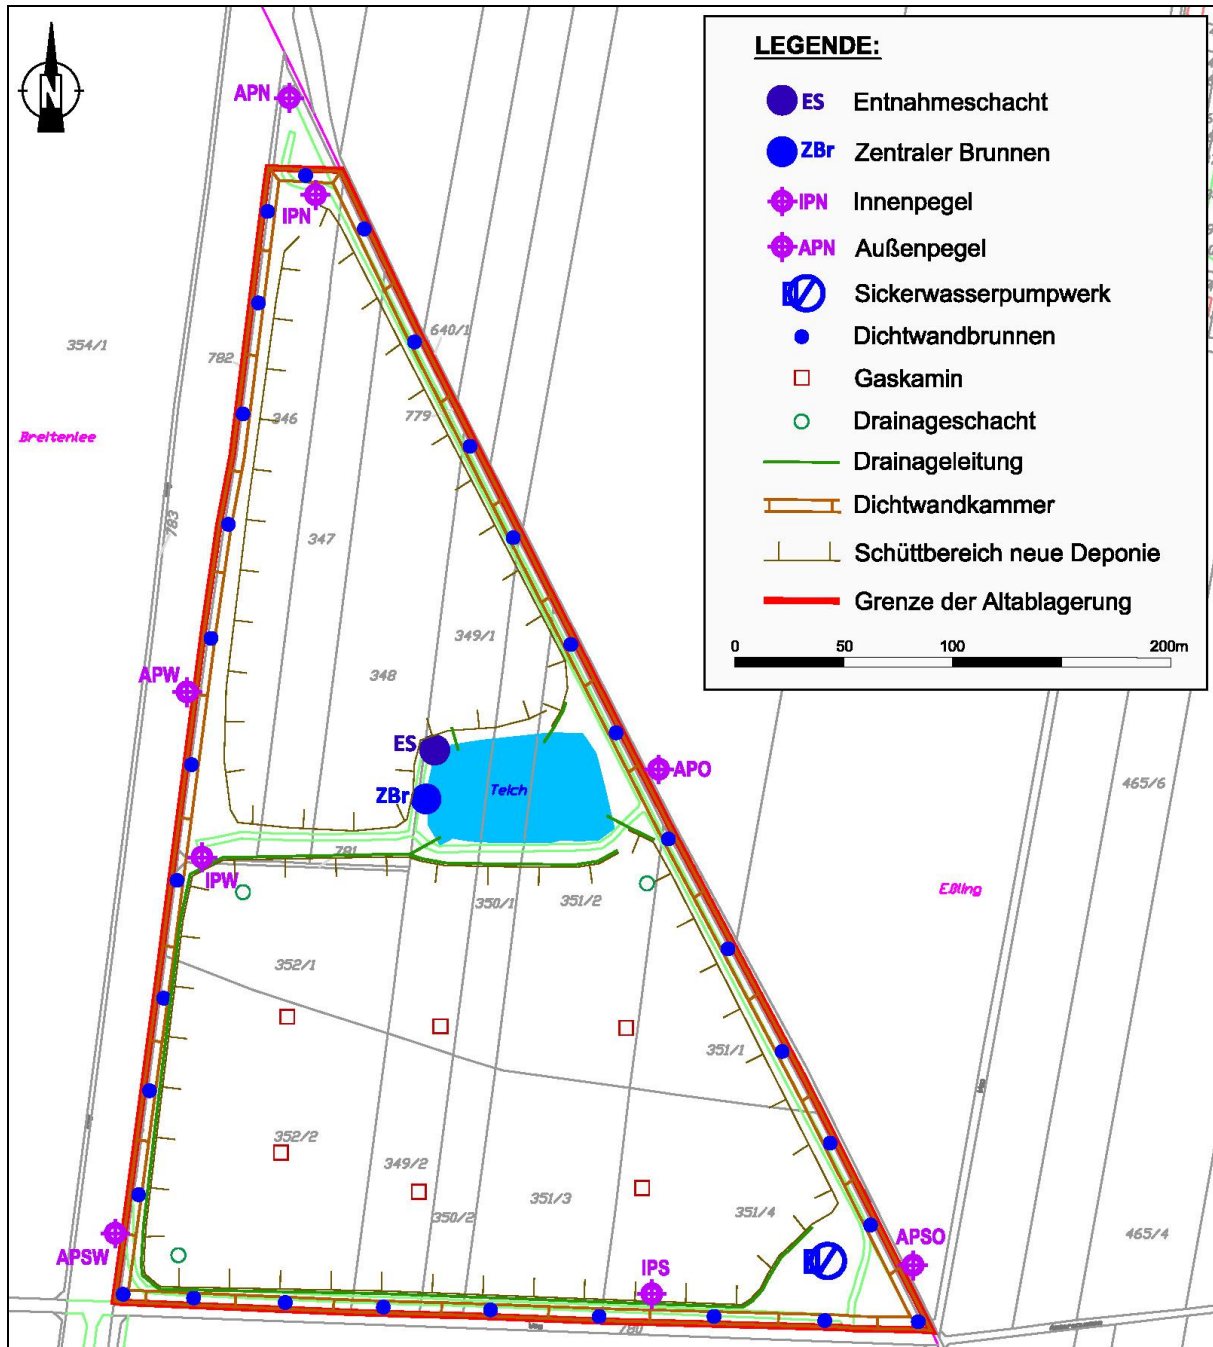 N
APN
IPN
354/1
782
640/1
346
779
Breitenlee
783
347
349/1
348
APW
ES
ZBr
Teich
APO
465/6
781
IPW
350/1
351/2
Eßling
352/1
351/1
352/2
349/2
351/3
350/2
351/4
465/4
APSW
IPS
APSO
780
LEGENDE:
ES Entnahmeschacht
ZBr Zentraler Brunnen
IPN Innenpegel
APN Außenpegel
Sickerwasserpumpwerk
Dichtwandbrunnen
Gaskamin
Drainageschacht
Drainageleitung
Dichtwandkammer
Schüttbereich neue Deponie
Grenze der Altablagerung
0 50 100 200m